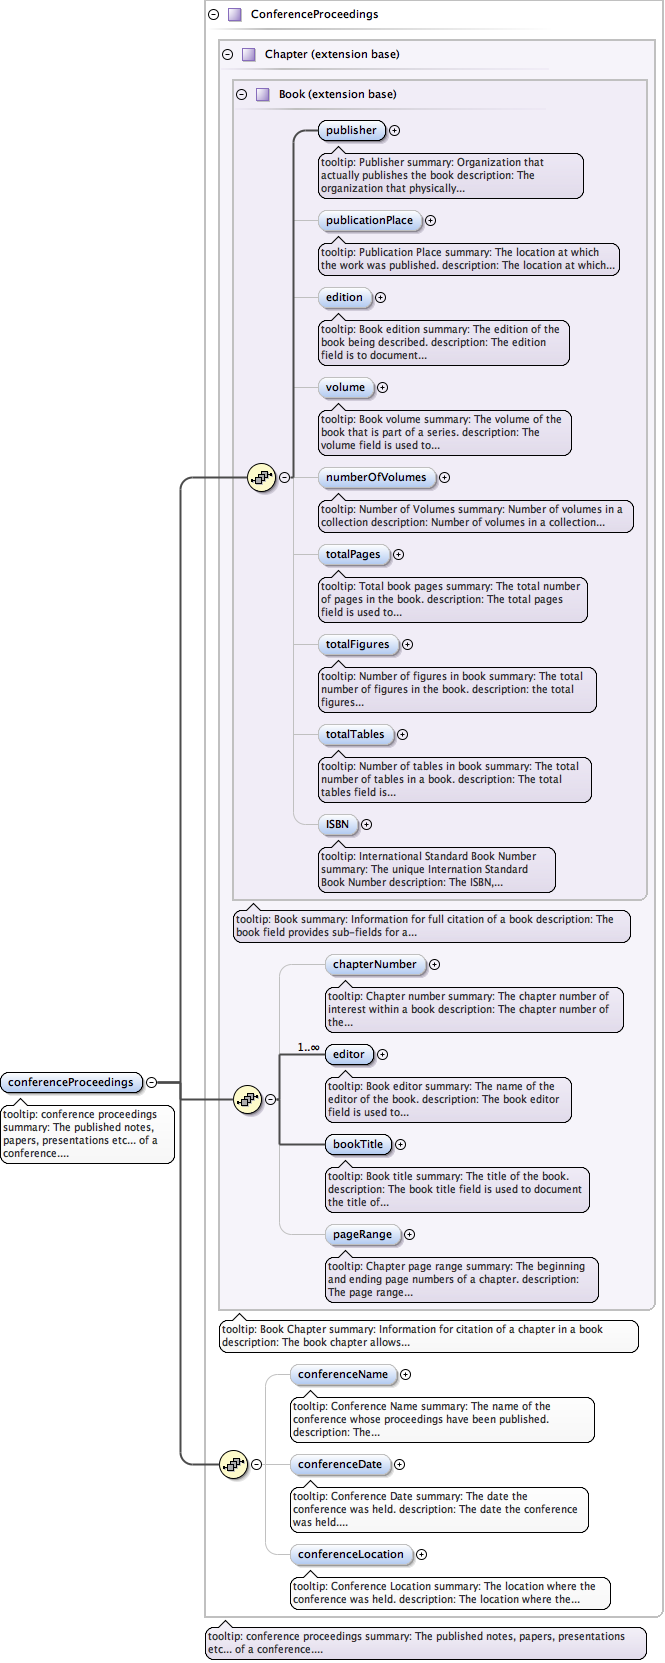 ConferenceProceedings
Chapter (extension base)
Book (extension base)
publisher
tooltip: Publisher summary: Organization that
actually publishes the book description: The
organization that physically...
publicationPlace
tooltip: Publication Place summary: The location at which
the work was published. description: The location at which...
edition
tooltip: Book edition summary: The edition of the
book being described. description: The edition
field is to document...
volume
tooltip: Book volume summary: The volume of the
book that is part of a series. description: The
volume field is used to...
numberOfVolumes
tooltip: Number of Volumes summary: Number of volumes in a
collection description: Number of volumes in a collection...
totalPages
tooltip: Total book pages summary: The total number
of pages in the book. description: The total pages
field is used to...
totalFigures
tooltip: Number of figures in book summary: The total
number of figures in the book. description: the total
figures...
totalTables
tooltip: Number of tables in book summary: The total
number of tables in a book. description: The total
tables field is...
ISBN
tooltip: International Standard Book Number
summary: The unique Internation Standard
Book Number description: The ISBN,...
tooltip: Book summary: Information for full citation of a book description: The
book field provides sub-fields for a...
chapterNumber
tooltip: Chapter number summary: The chapter number of
interest within a book description: The chapter number of
the...
1..∞
editor
tooltip: Book editor summary: The name of the
editor of the book. description: The book editor
field is used to...
conferenceProceedings
tooltip: conference proceedings
summary: The published notes,
papers, presentations etc... of a
conference....
bookTitle
tooltip: Book title summary: The title of the book.
description: The book title field is used to document
the title of...
pageRange
tooltip: Chapter page range summary: The beginning
and ending page numbers of a chapter. description:
The page range...
tooltip: Book Chapter summary: Information for citation of a chapter in a book
description: The book chapter allows...
conferenceName
tooltip: Conference Name summary: The name of the
conference whose proceedings have been published.
description: The...
conferenceDate
tooltip: Conference Date summary: The date the
conference was held. description: The date the conference
was held....
conferenceLocation
tooltip: Conference Location summary: The location where the
conference was held. description: The location where the...
tooltip: conference proceedings summary: The published notes, papers, presentations
etc... of a conference....